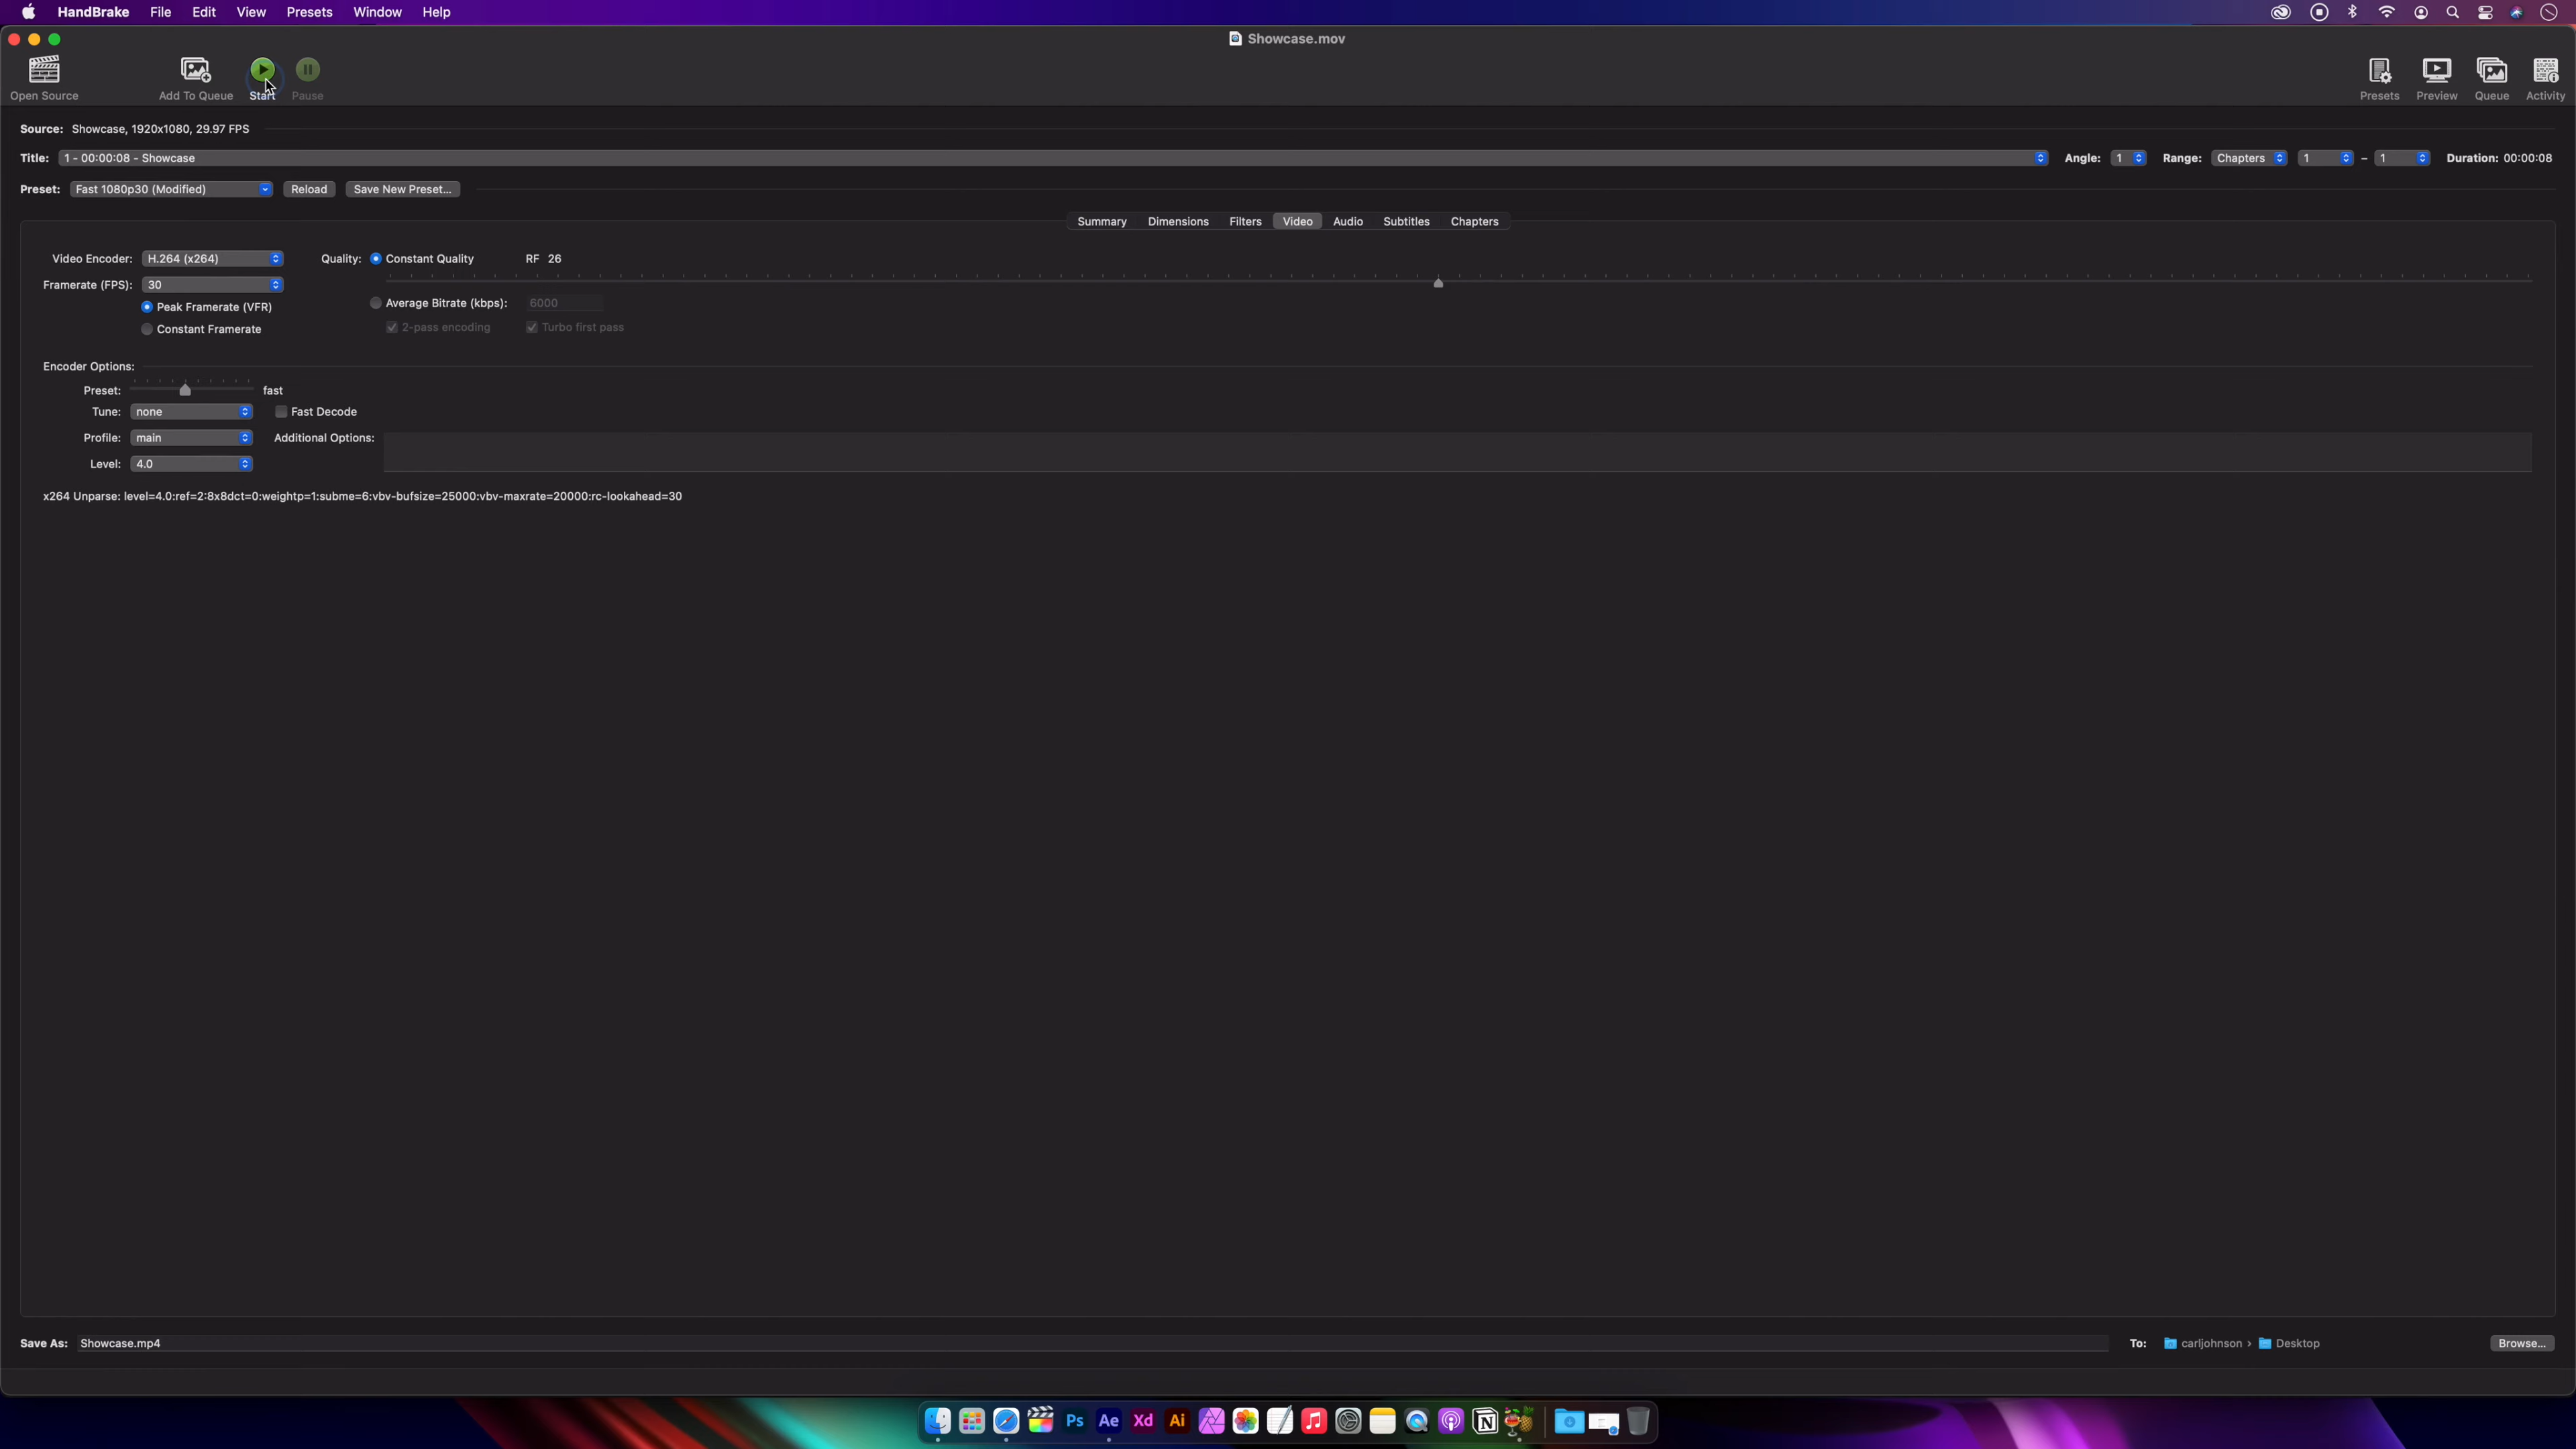 HandBrake File Edit View Presets Window Help
Showcase.mov
Open Source Add To Queue Start Pause Presets Preview Queue Activity
Source: Showcase, 1920x1080, 29.97 FPS
Title: 1 - 00:00:08 - Showcase Angle: 1 Range: Chapters 1 – 1 Duration: 00:00:08
Preset: Fast 1080p30 (Modified) Reload Save New Preset...
Summary Dimensions Filters Video Audio Subtitles Chapters
Video Encoder: H.264 (x264) Quality: Constant Quality RF 26
Framerate (FPS): 30
Peak Framerate (VFR) Average Bitrate (kbps): 6000
Constant Framerate 2-pass encoding Turbo first pass
Encoder Options:
Preset: fast
Tune: none Fast Decode
Profile: main Additional Options:
Level: 4.0
x264 Unparse: level=4.0:ref=2:8x8dct=0:weightp=1:subme=6:vbv-bufsize=25000:vbv-maxrate=20000:rc-lookahead=30
Save As: Showcase.mp4 To: carljohnson › Desktop Browse...
Ps Ae Xd Ai N